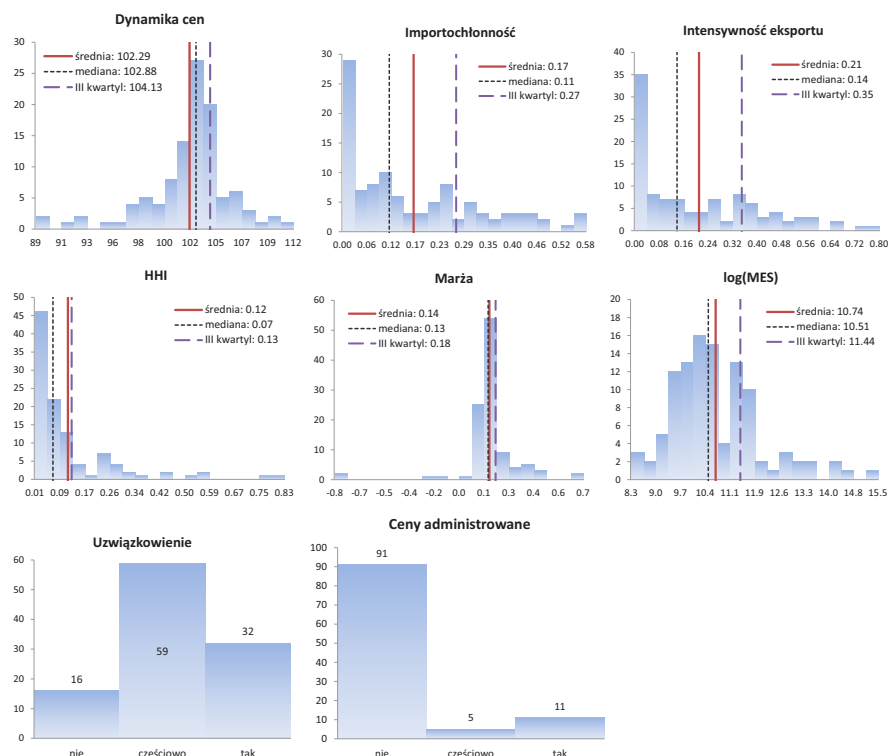 Dynamika cen
średnia: 102.29
mediana: 102.88
III kwartyl: 104.13
30
25
20
15
10
5
0
89 91 93 96 98 100 102 105 107 109 112
Importochłonność
średnia: 0.17
mediana: 0.11
III kwartyl: 0.27
30
25
20
15
10
5
0
0.00 0.06 0.12 0.17 0.23 0.29 0.35 0.40 0.46 0.52 0.58
Intensywność eksportu
średnia: 0.21
mediana: 0.14
III kwartyl: 0.35
40
35
30
25
20
15
10
5
0
0.00 0.08 0.16 0.24 0.32 0.40 0.48 0.56 0.64 0.72 0.80
HHI
średnia: 0.12
mediana: 0.07
III kwartyl: 0.13
50
45
40
35
30
25
20
15
10
5
0
0.01 0.09 0.17 0.26 0.34 0.42 0.50 0.59 0.67 0.75 0.83
Marża
średnia: 0.14
mediana: 0.13
III kwartyl: 0.18
60
50
40
30
20
10
0
-0.8 -0.7 -0.5 -0.4 -0.2 0.0 0.1 0.3 0.4 0.6 0.7
log(MES)
średnia: 10.74
mediana: 10.51
III kwartyl: 11.44
20
18
16
14
12
10
8
6
4
2
0
8.3 9.0 9.7 10.4 11.1 11.9 12.6 13.3 14.0 14.8 15.5
Uzwiązkowienie
60
50
40
30
20
10
0
16
59
32
nie częściowo tak
Ceny administrowane
100
90
80
70
60
50
40
30
20
10
0
91
5
11
nie częściowo tak